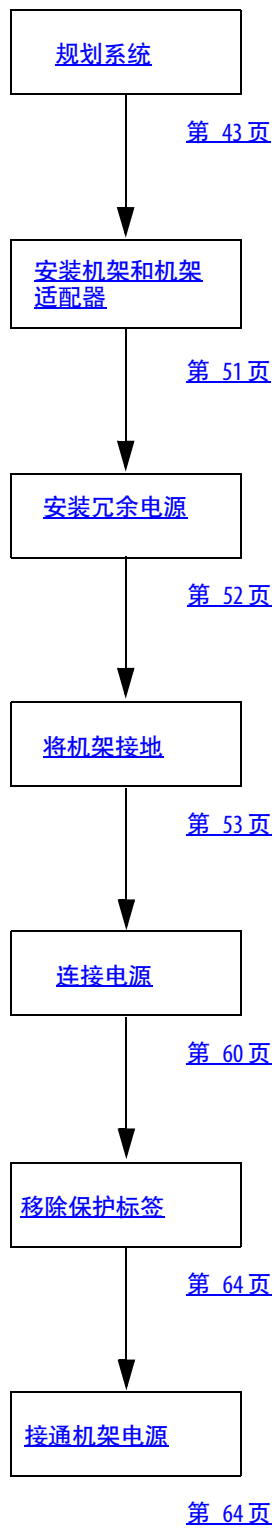 规划系统
第 43 页
安装机架和机架
适配器
第 51 页
安装冗余电源
第 52 页
将机架接地
第 53 页
连接电源
第 60 页
移除保护标签
第 64 页
接通机架电源
第 64 页